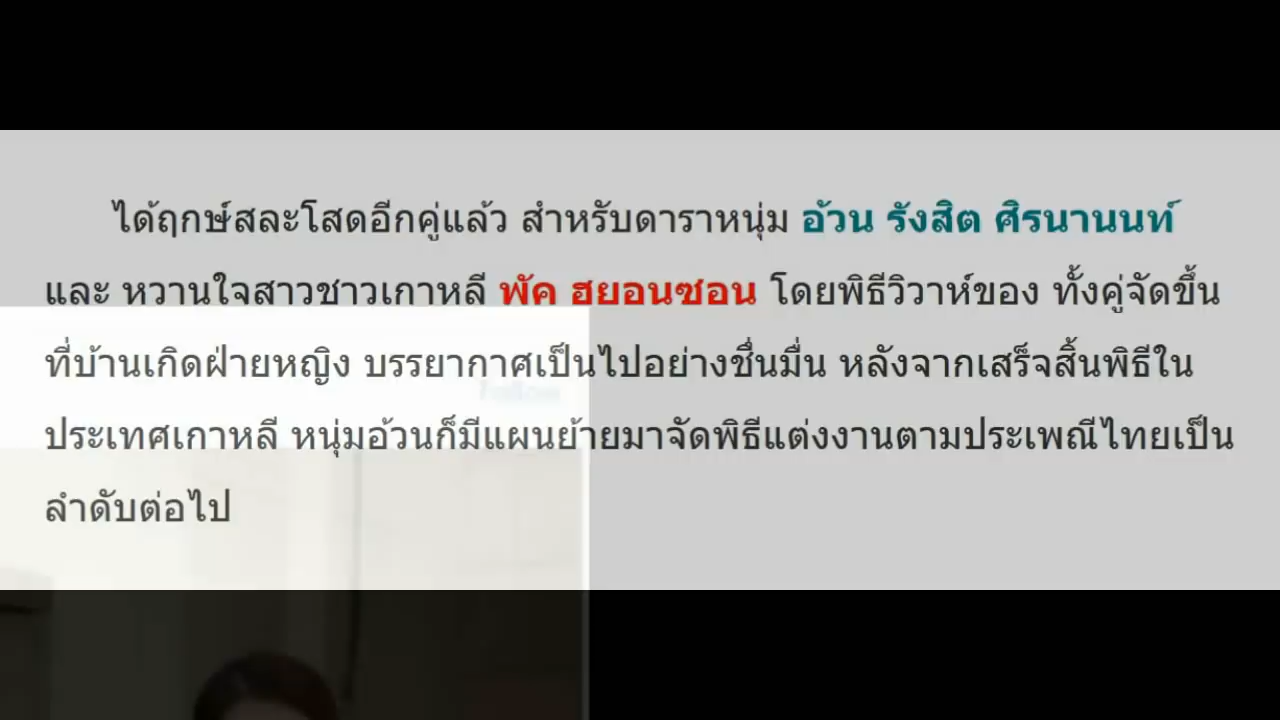 ได้ฤกษ์สละโสดอีกคู่แล้ว สำหรับดาราหนุ่ม อ้วน รังสิต ศิรนานนท์
และ หวานใจสาวชาวเกาหลี พัค ฮยอนซอน โดยพิธีวิวาห์ของ ทั้งคู่จัดขึ้น
ที่บ้านเกิดฝ่ายหญิง บรรยากาศเป็นไปอย่างชื่นมื่น หลังจากเสร็จสิ้นพิธีใน
Follow
ประเทศเกาหลี หนุ่มอ้วนก็มีแผนย้ายมาจัดพิธีแต่งงานตามประเพณีไทยเป็น
ลำดับต่อไป